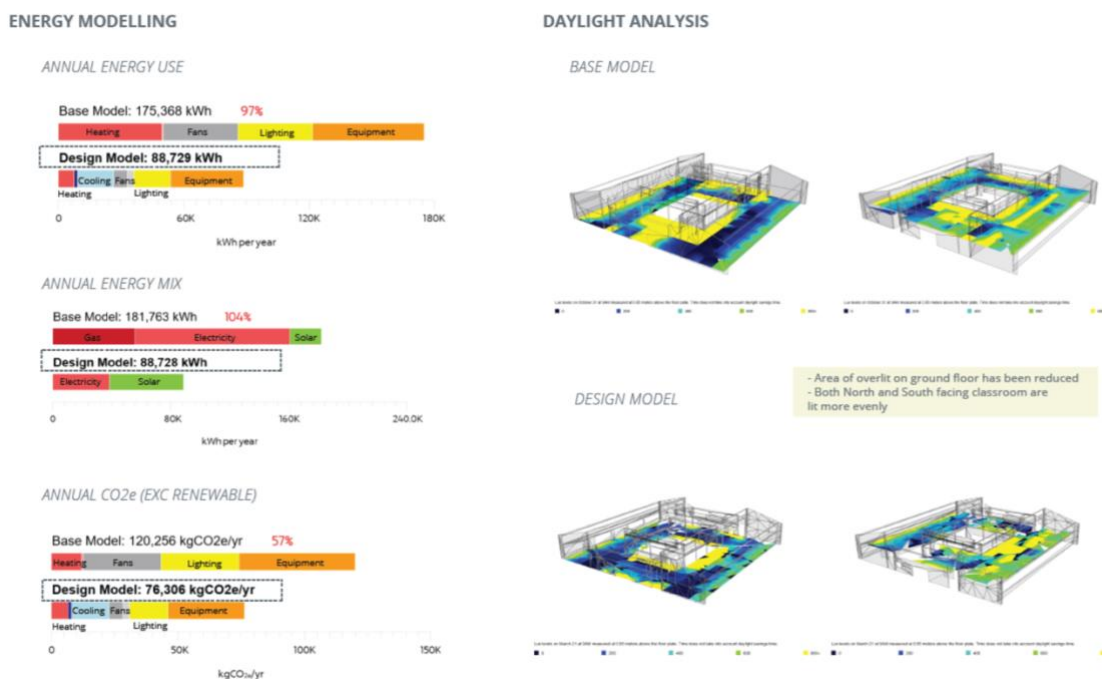 ENERGY MODELLING
ANNUAL ENERGY USE
Base Model: 175,368 kWh 97%
Heating Fans Lighting Equipment
Design Model: 88,729 kWh
Cooling Fans Equipment
Heating Lighting
0 60K 120K 180K
kWh per year
ANNUAL ENERGY MIX
Base Model: 181,763 kWh 104%
Gas Electricity Solar
Design Model: 88,728 kWh
Electricity Solar
0 80K 160K 240.0K
kWh per year
ANNUAL CO2e (EXC RENEWABLE)
Base Model: 120,256 kgCO2e/yr 57%
Heating Fans Lighting Equipment
Design Model: 76,306 kgCO2e/yr
Cooling Fans Equipment
Heating Lighting
0 50K 100K 150K
kgCO2e/yr
DAYLIGHT ANALYSIS
BASE MODEL
DESIGN MODEL
- Area of overlit on ground floor has been reduced
- Both North and South facing classroom are
lit more evenly